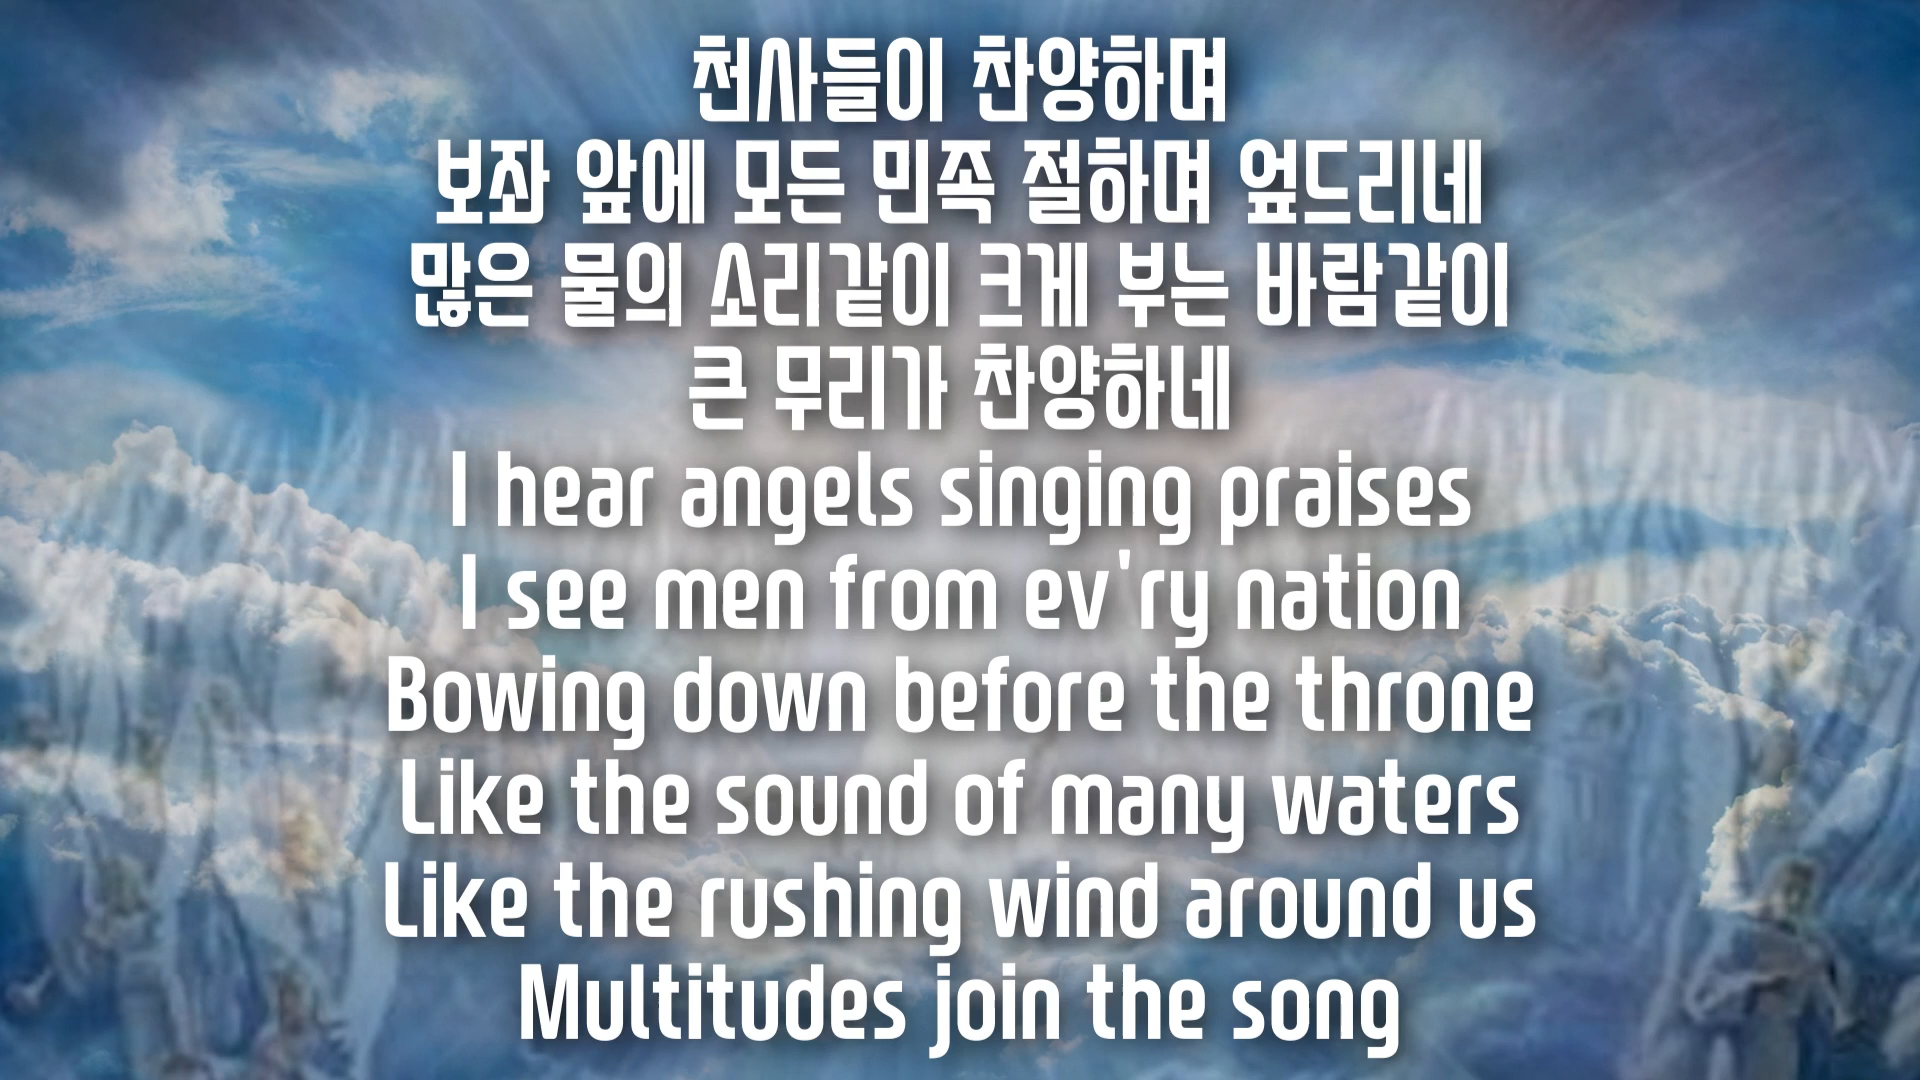 천사들이 찬양하며
보좌 앞에 모든 민족 절하며 엎드리네
많은 물의 소리같이 크게 부는 바람같이
큰 무리가 찬양하네
I hear angels singing praises
I see men from ev'ry nation
Bowing down before the throne
Like the sound of many waters
Like the rushing wind around us
Multitudes join the song